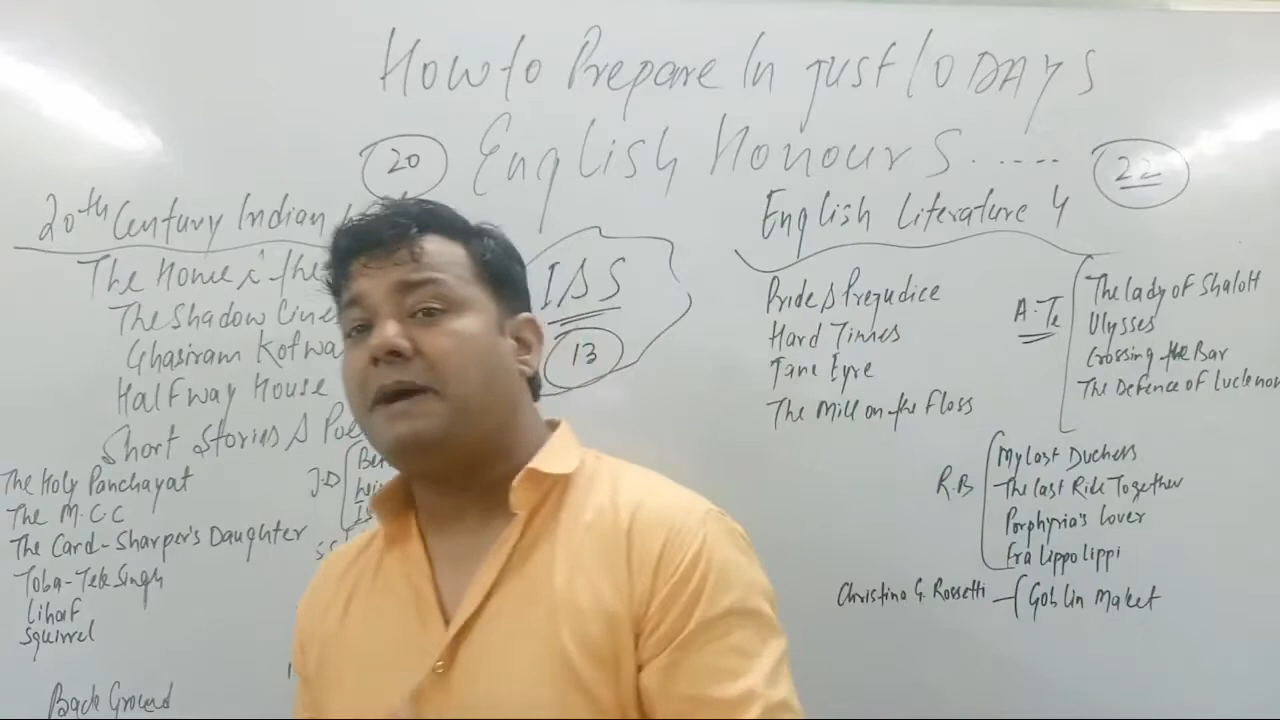 How to Prepare In just 10 DAYS
English Honours.....
20
22
20th Century Indian
The Home & the
The Shadow Line
Ghasiram Kotwa
Halfway House
Short Stories & Poe
The Holy Panchayat
The M.C.C
The Card-Sharper's Daughter
Toba-Tek Singh
Lihaf
Squirrel
Back Ground
J.D
13
English Literature 4
Pride & Prejudice
Hard Times
Jane Eyre
The Mill on the Floss
A.Te
The lady of Shalott
Ulysses
Crossing the Bar
The Defence of Lucknow
R.B
My last Duchess
The last Ride Together
Porphyria's Lover
Fra lippo lippi
Christina G. Rossetti
Goblin Maket